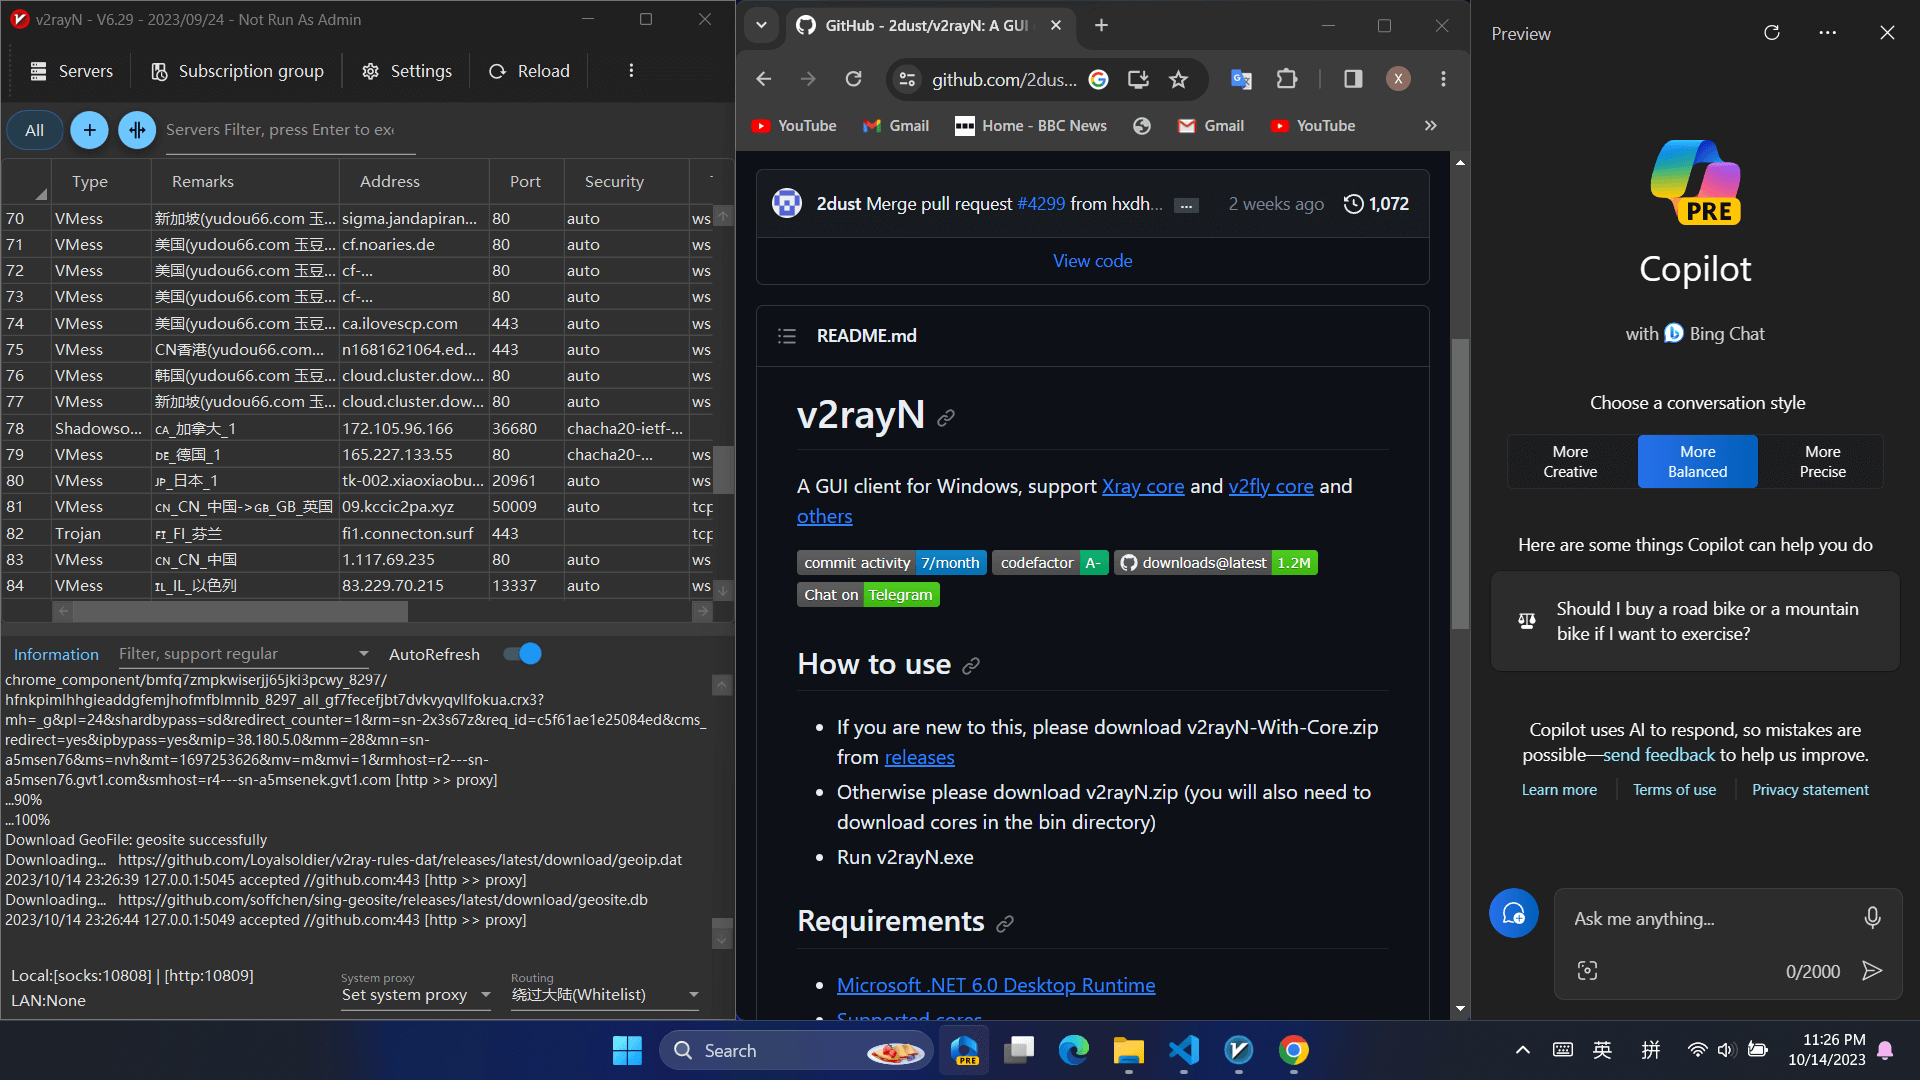 v2rayN - V6.29 - 2023/09/24 - Not Run As Admin
Servers
Subscription group
Settings
Reload
All
Servers Filter, press Enter to exe
Type Remarks Address Port Security
70 VMess 新加坡(yudou66.com 玉... sigma.jandapiran... 80 auto ws
71 VMess 美国(yudou66.com 玉豆... cf.noaries.de 80 auto ws
72 VMess 美国(yudou66.com 玉豆... cf-... 80 auto ws
73 VMess 美国(yudou66.com 玉豆... cf-... 80 auto ws
74 VMess 美国(yudou66.com 玉豆... ca.ilovescp.com 443 auto ws
75 VMess CN香港(yudou66.com... n1681621064.ed... 443 auto ws
76 VMess 韩国(yudou66.com 玉豆... cloud.cluster.dow... 80 auto ws
77 VMess 新加坡(yudou66.com 玉... cloud.cluster.dow... 80 auto ws
78 Shadowso... CA_加拿大_1 172.105.96.166 36680 chacha20-ietf-...
79 VMess DE_德国_1 165.227.133.55 80 chacha20-... ws
80 VMess JP_日本_1 tk-002.xiaoxiaobu... 20961 auto ws
81 VMess CN_CN_中国->GB_GB_英国 09.kccic2pa.xyz 50009 auto tcp
82 Trojan FI_FI_芬兰 fi1.connecton.surf 443 tcp
83 VMess CN_CN_中国 1.117.69.235 80 auto ws
84 VMess IL_IL_以色列 83.229.70.215 13337 auto ws
Information
Filter, support regular
AutoRefresh
chrome_component/bmfq7zmpkwiserjj65jki3pcwy_8297/
hfnkpimlhhgieaddgfemjhofmfblmnib_8297_all_gf7fecefjbt7dvkvyqvllfokua.crx3?
mh=_g&pl=24&shardbypass=sd&redirect_counter=1&rm=sn-2x3s67z&req_id=c5f61ae1e25084ed&cms_
redirect=yes&ipbypass=yes&mip=38.180.5.0&mm=28&mn=sn-
a5msen76&ms=nvh&mt=1697253626&mv=m&mvi=1&rmhost=r2---sn-
a5msen76.gvt1.com&smhost=r4---sn-a5msenek.gvt1.com [http >> proxy]
...90%
...100%
Download GeoFile: geosite successfully
Downloading... https://github.com/Loyalsoldier/v2ray-rules-dat/releases/latest/download/geoip.dat
2023/10/14 23:26:39 127.0.0.1:5045 accepted //github.com:443 [http >> proxy]
Downloading... https://github.com/soffchen/sing-geosite/releases/latest/download/geosite.db
2023/10/14 23:26:44 127.0.0.1:5049 accepted //github.com:443 [http >> proxy]
Local:[socks:10808] | [http:10809]
LAN:None
System proxy
Set system proxy
Routing
绕过大陆(Whitelist)
GitHub - 2dust/v2rayN: A GUI
github.com/2dus...
X
YouTube
Gmail
Home - BBC News
Gmail
YouTube
2dust Merge pull request #4299 from hxdh... ... 2 weeks ago 1,072
View code
README.md
v2rayN
A GUI client for Windows, support Xray core and v2fly core and
others
commit activity 7/month codefactor A- downloads@latest 1.2M
Chat on Telegram
How to use
If you are new to this, please download v2rayN-With-Core.zip
from releases
Otherwise please download v2rayN.zip (you will also need to
download cores in the bin directory)
Run v2rayN.exe
Requirements
Microsoft .NET 6.0 Desktop Runtime
Supported cores
Preview
PRE
Copilot
with Bing Chat
Choose a conversation style
More Creative
More Balanced
More Precise
Here are some things Copilot can help you do
Should I buy a road bike or a mountain
bike if I want to exercise?
Copilot uses AI to respond, so mistakes are
possible—send feedback to help us improve.
Learn more
Terms of use
Privacy statement
Ask me anything...
0/2000
Search
PRE
英
拼
11:26 PM
10/14/2023